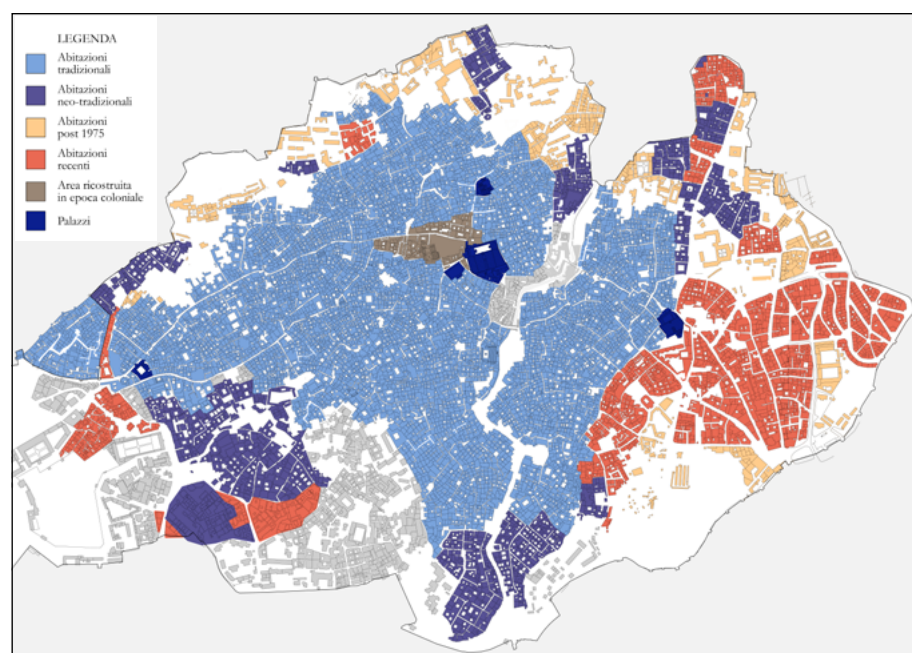 LEGENDA
Abitazioni
tradizionali
Abitazioni
neo-tradizionali
Abitazioni
post 1975
Abitazioni
recenti
Area ricostruita
in epoca coloniale
Palazzi